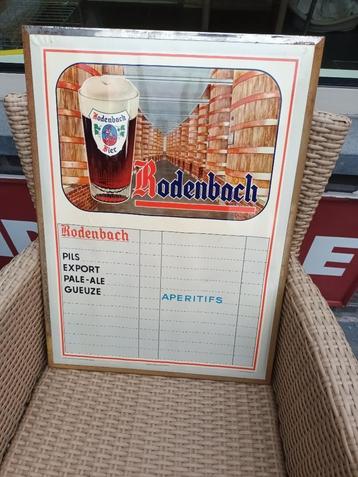 Rodenbach
Bier
Rodenbach
Rodenbach
PILS
EXPORT
PALE-ALE
GUEUZE
APERITIFS